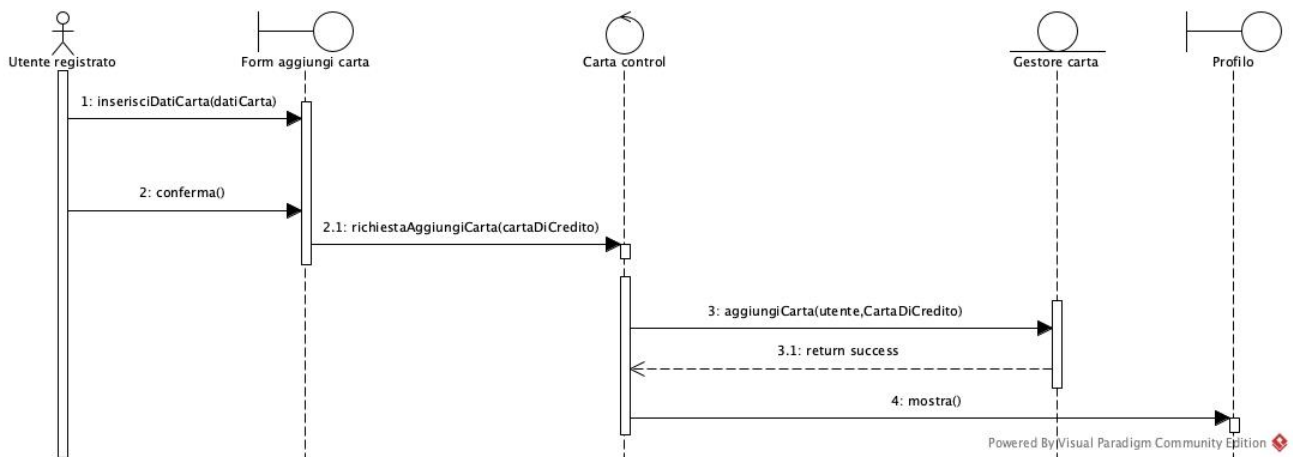 Utente registrato
Form aggiungi carta
Carta control
Gestore carta
Profilo
1: inserisciDatiCarta(datiCarta)
2: conferma()
2.1: richiestaAggiungiCarta(cartaDiCredito)
3: aggiungiCarta(utente,CartaDiCredito)
3.1: return success
4: mostra()
Powered By Visual Paradigm Community Edition